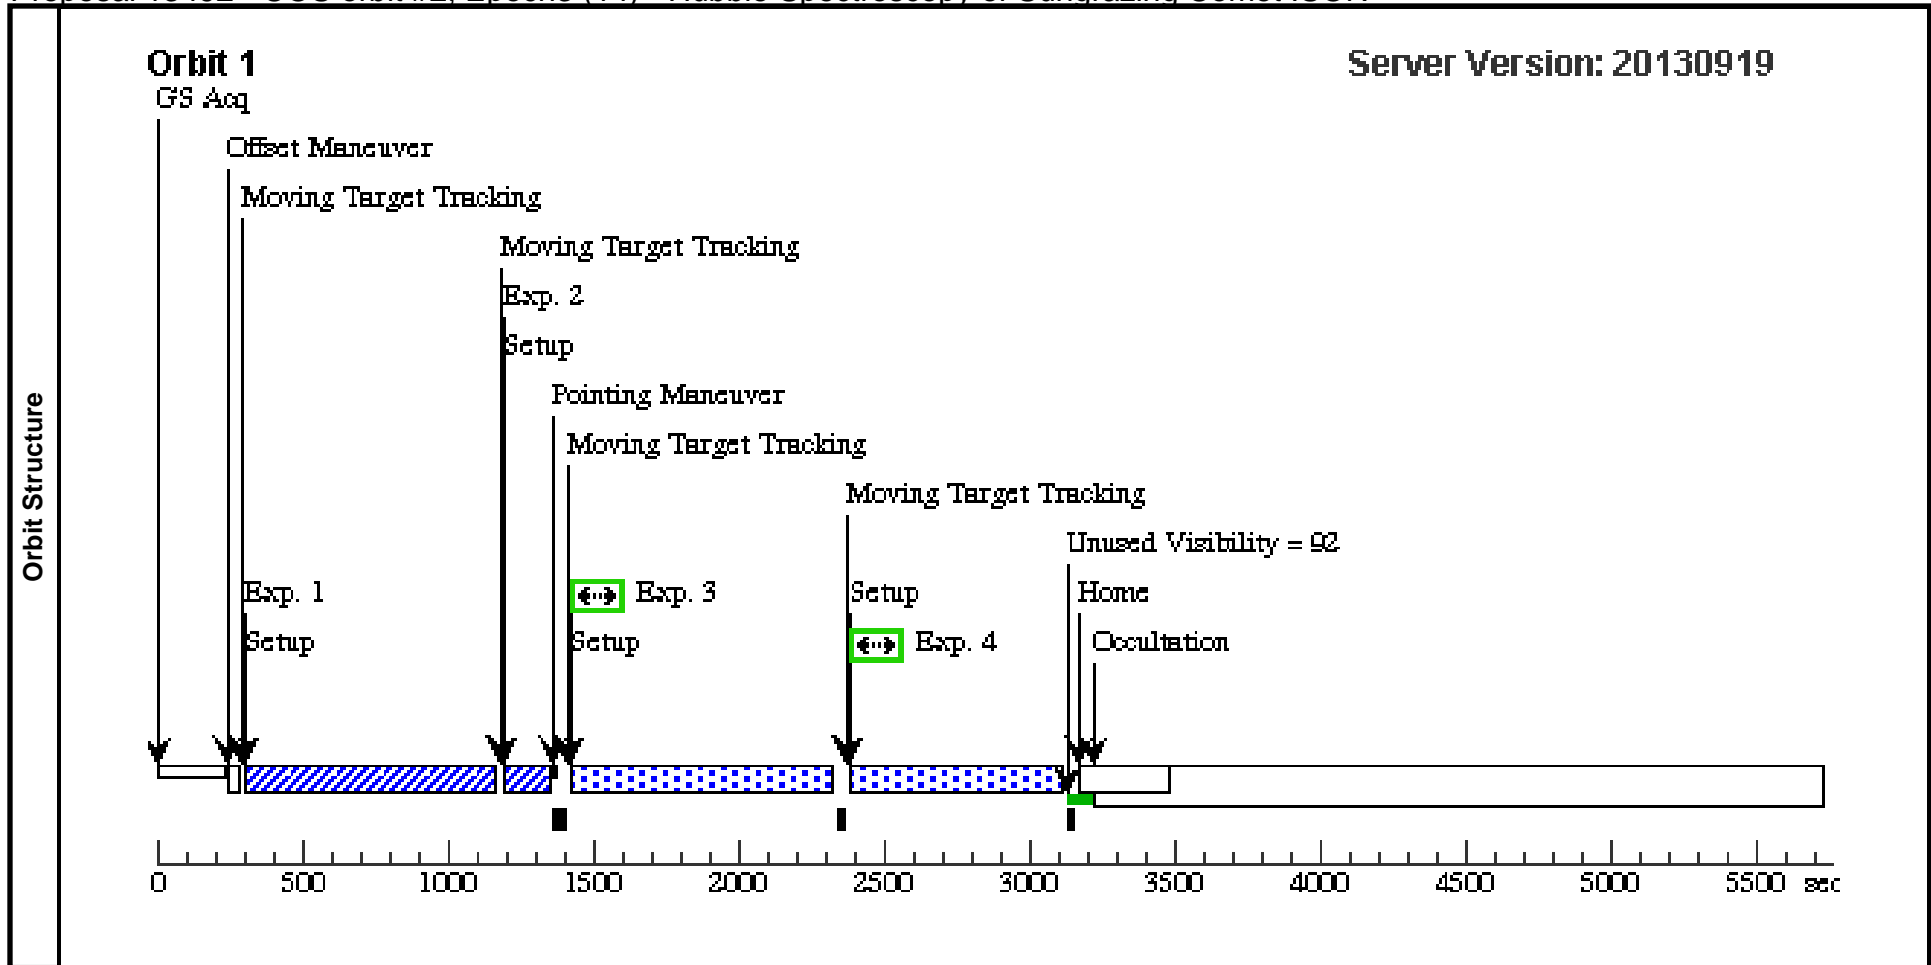 Orbit Structure
Orbit 1
Server Version: 20130919
GS Acq
Offset Maneuver
Moving Target Tracking
Moving Target Tracking
Exp. 2
Setup
Pointing Maneuver
Moving Target Tracking
Moving Target Tracking
Unused Visibility = 92
Exp. 1
Exp. 3
Setup
Home
Setup
Setup
Exp. 4
Occultation
0 500 1000 1500 2000 2500 3000 3500 4000 4500 5000 5500 sec